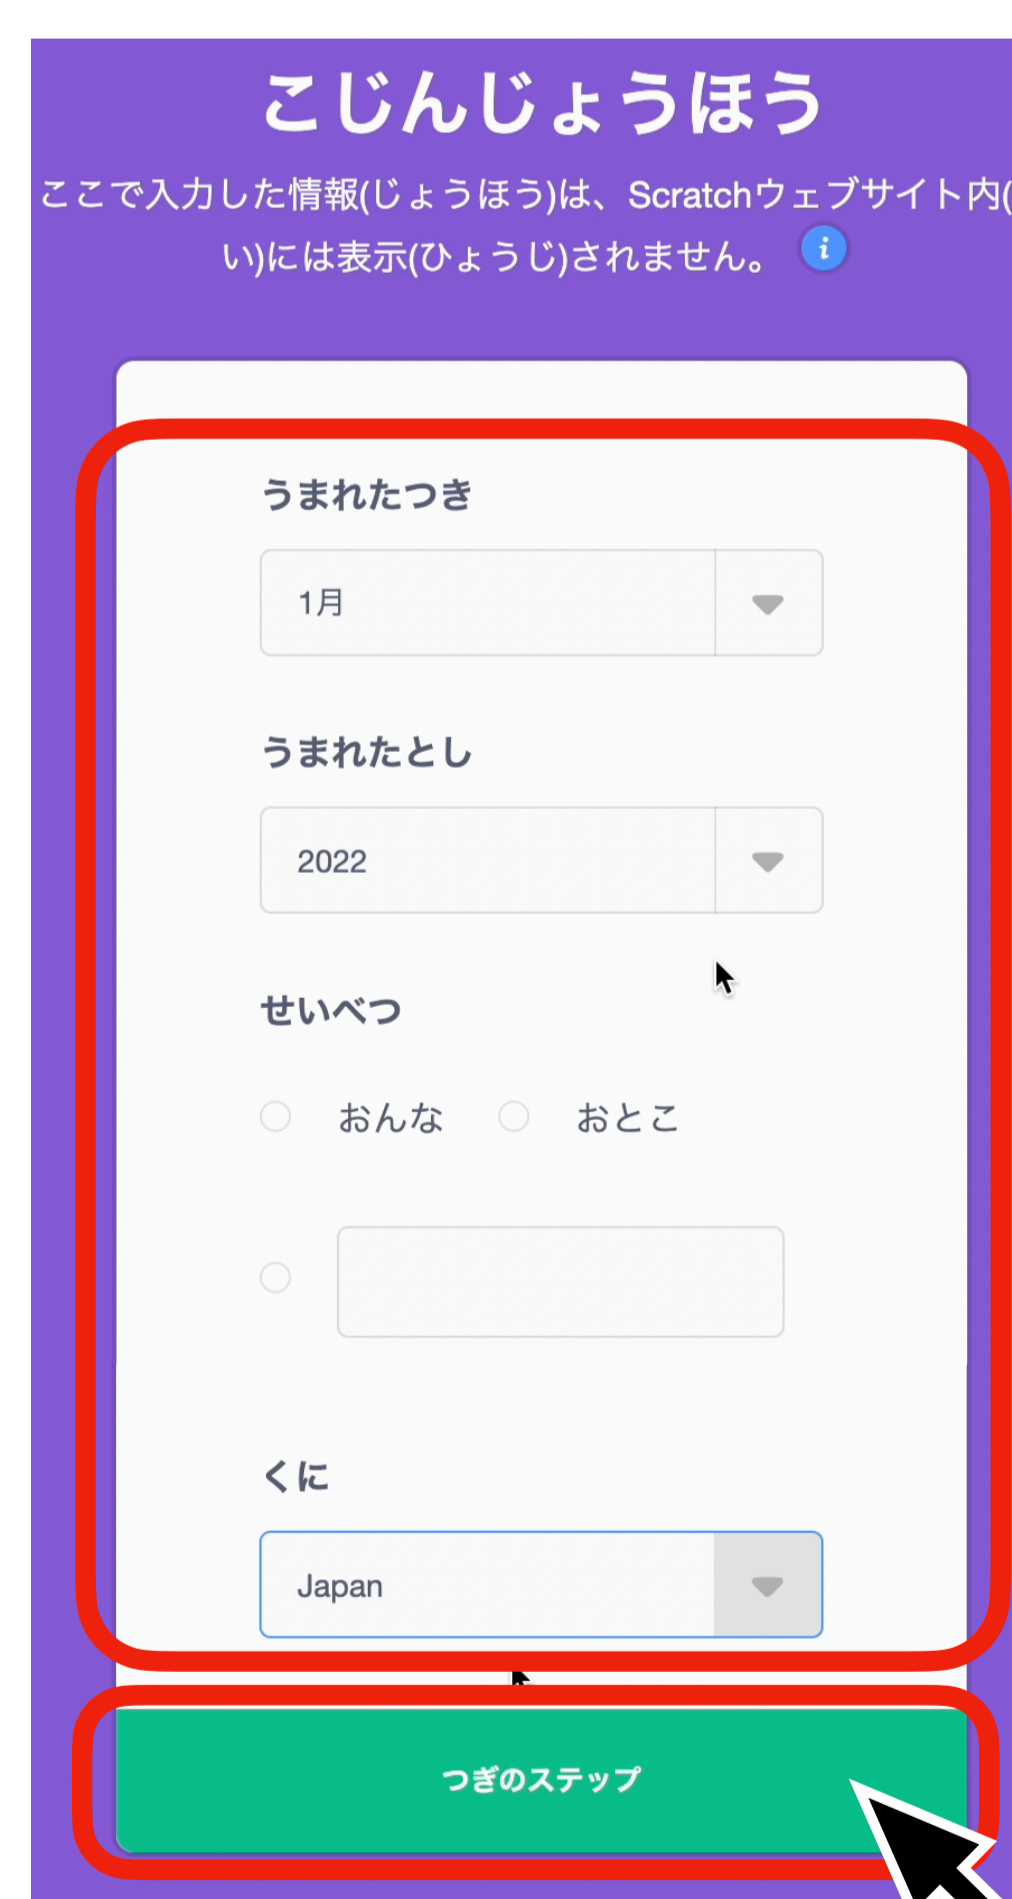 こじんじょうほう
ここで入力した情報(じょうほう)は、Scratchウェブサイト内(
い)には表示(ひょうじ)されません。 i
うまれたつき
1月
うまれたとし
2022
せいべつ
おんな おとこ
くに
Japan
つぎのステップ